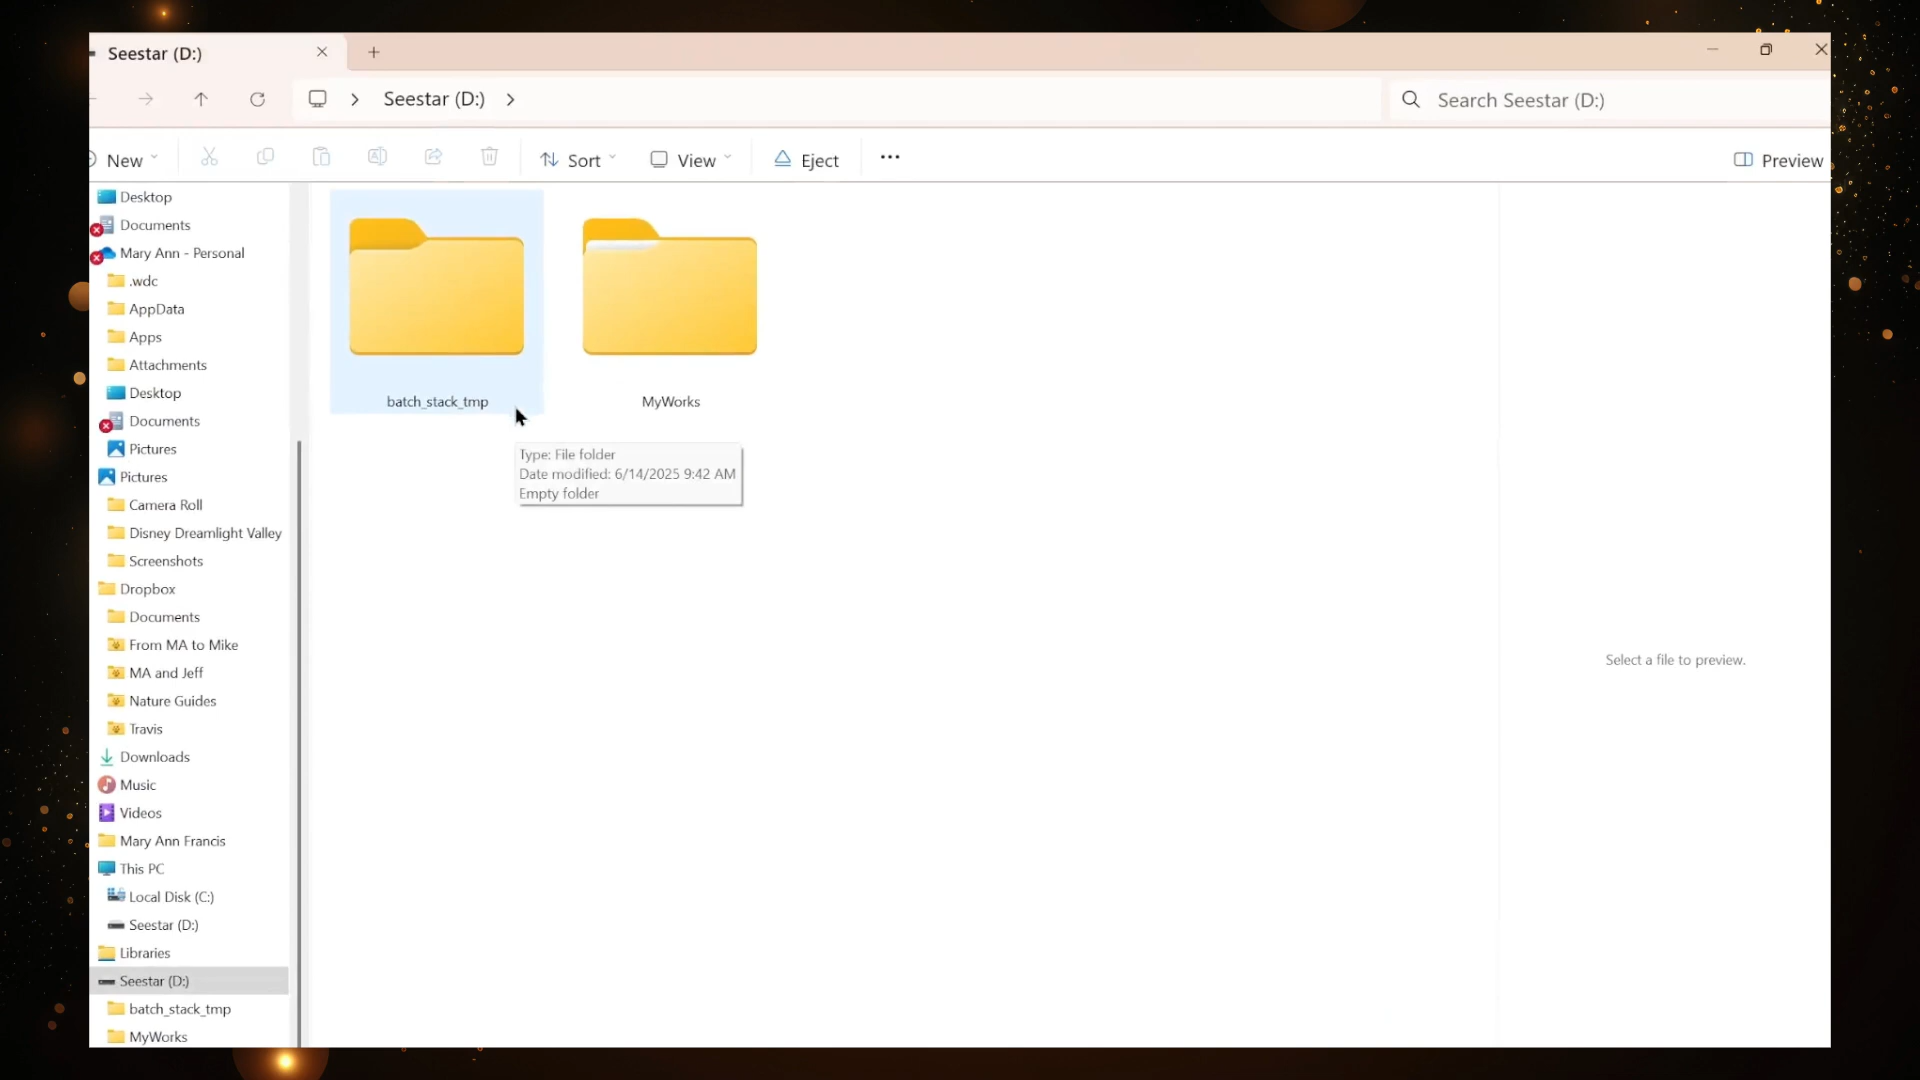 Seestar (D:)
Seestar (D:)
Search Seestar (D:)
New
Sort
View
Eject
Preview
Desktop
Documents
Mary Ann - Personal
.wdc
AppData
Apps
Attachments
Desktop
Documents
Pictures
Pictures
Camera Roll
Disney Dreamlight Valley
Screenshots
Dropbox
Documents
From MA to Mike
MA and Jeff
Nature Guides
Travis
Downloads
Music
Videos
Mary Ann Francis
This PC
Local Disk (C:)
Seestar (D:)
Libraries
Seestar (D:)
batch_stack_tmp
MyWorks
batch_stack_tmp
MyWorks
Type: File folder
Date modified: 6/14/2025 9:42 AM
Empty folder
Select a file to preview.